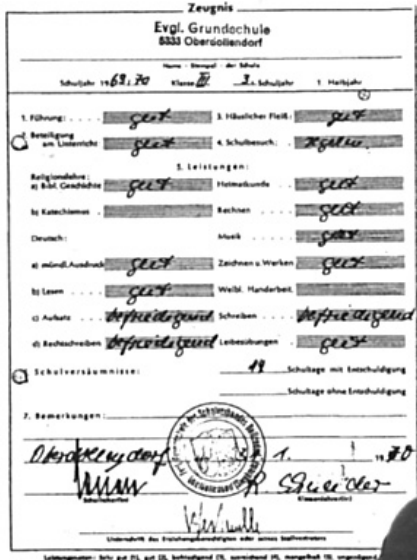 Zeugnis
Evgl. Grundschule
5333 Oberdollendorf
Name - Stempel - der Schule
Schuljahr 1969/70 Klasse III 3. Schuljahr 1. Halbjahr
1. Führung: gut 3. Häuslicher Fleiß: gut
2. Beteiligung
am Unterricht gut 4. Schulbesuch:
5. Leistungen:
Religionslehre:
a) Bibl. Geschichte gut Heimatkunde gut
b) Katechismus Rechnen gut
Deutsch: Musik gut
a) mündl. Ausdruck gut Zeichnen u. Werken gut
b) Lesen gut Weibl. Handarbeit
c) Aufsatz befriedigend Schreiben befriedigend
d) Rechtschreiben befriedigend Leibesübungen gut
6. Schulversäumnisse: 19 Schultage mit Entschuldigung
Schultage ohne Entschuldigung
7. Bemerkungen:
Oberdollendorf 1. 1970
Schulleiter(in) Klassenlehrer(in)
Unterschrift des Erziehungsberechtigten oder seines Stellvertreters
Leistungsnoten: Sehr gut (1), gut (2), befriedigend (3), ausreichend (4), mangelhaft (5), ungenügend